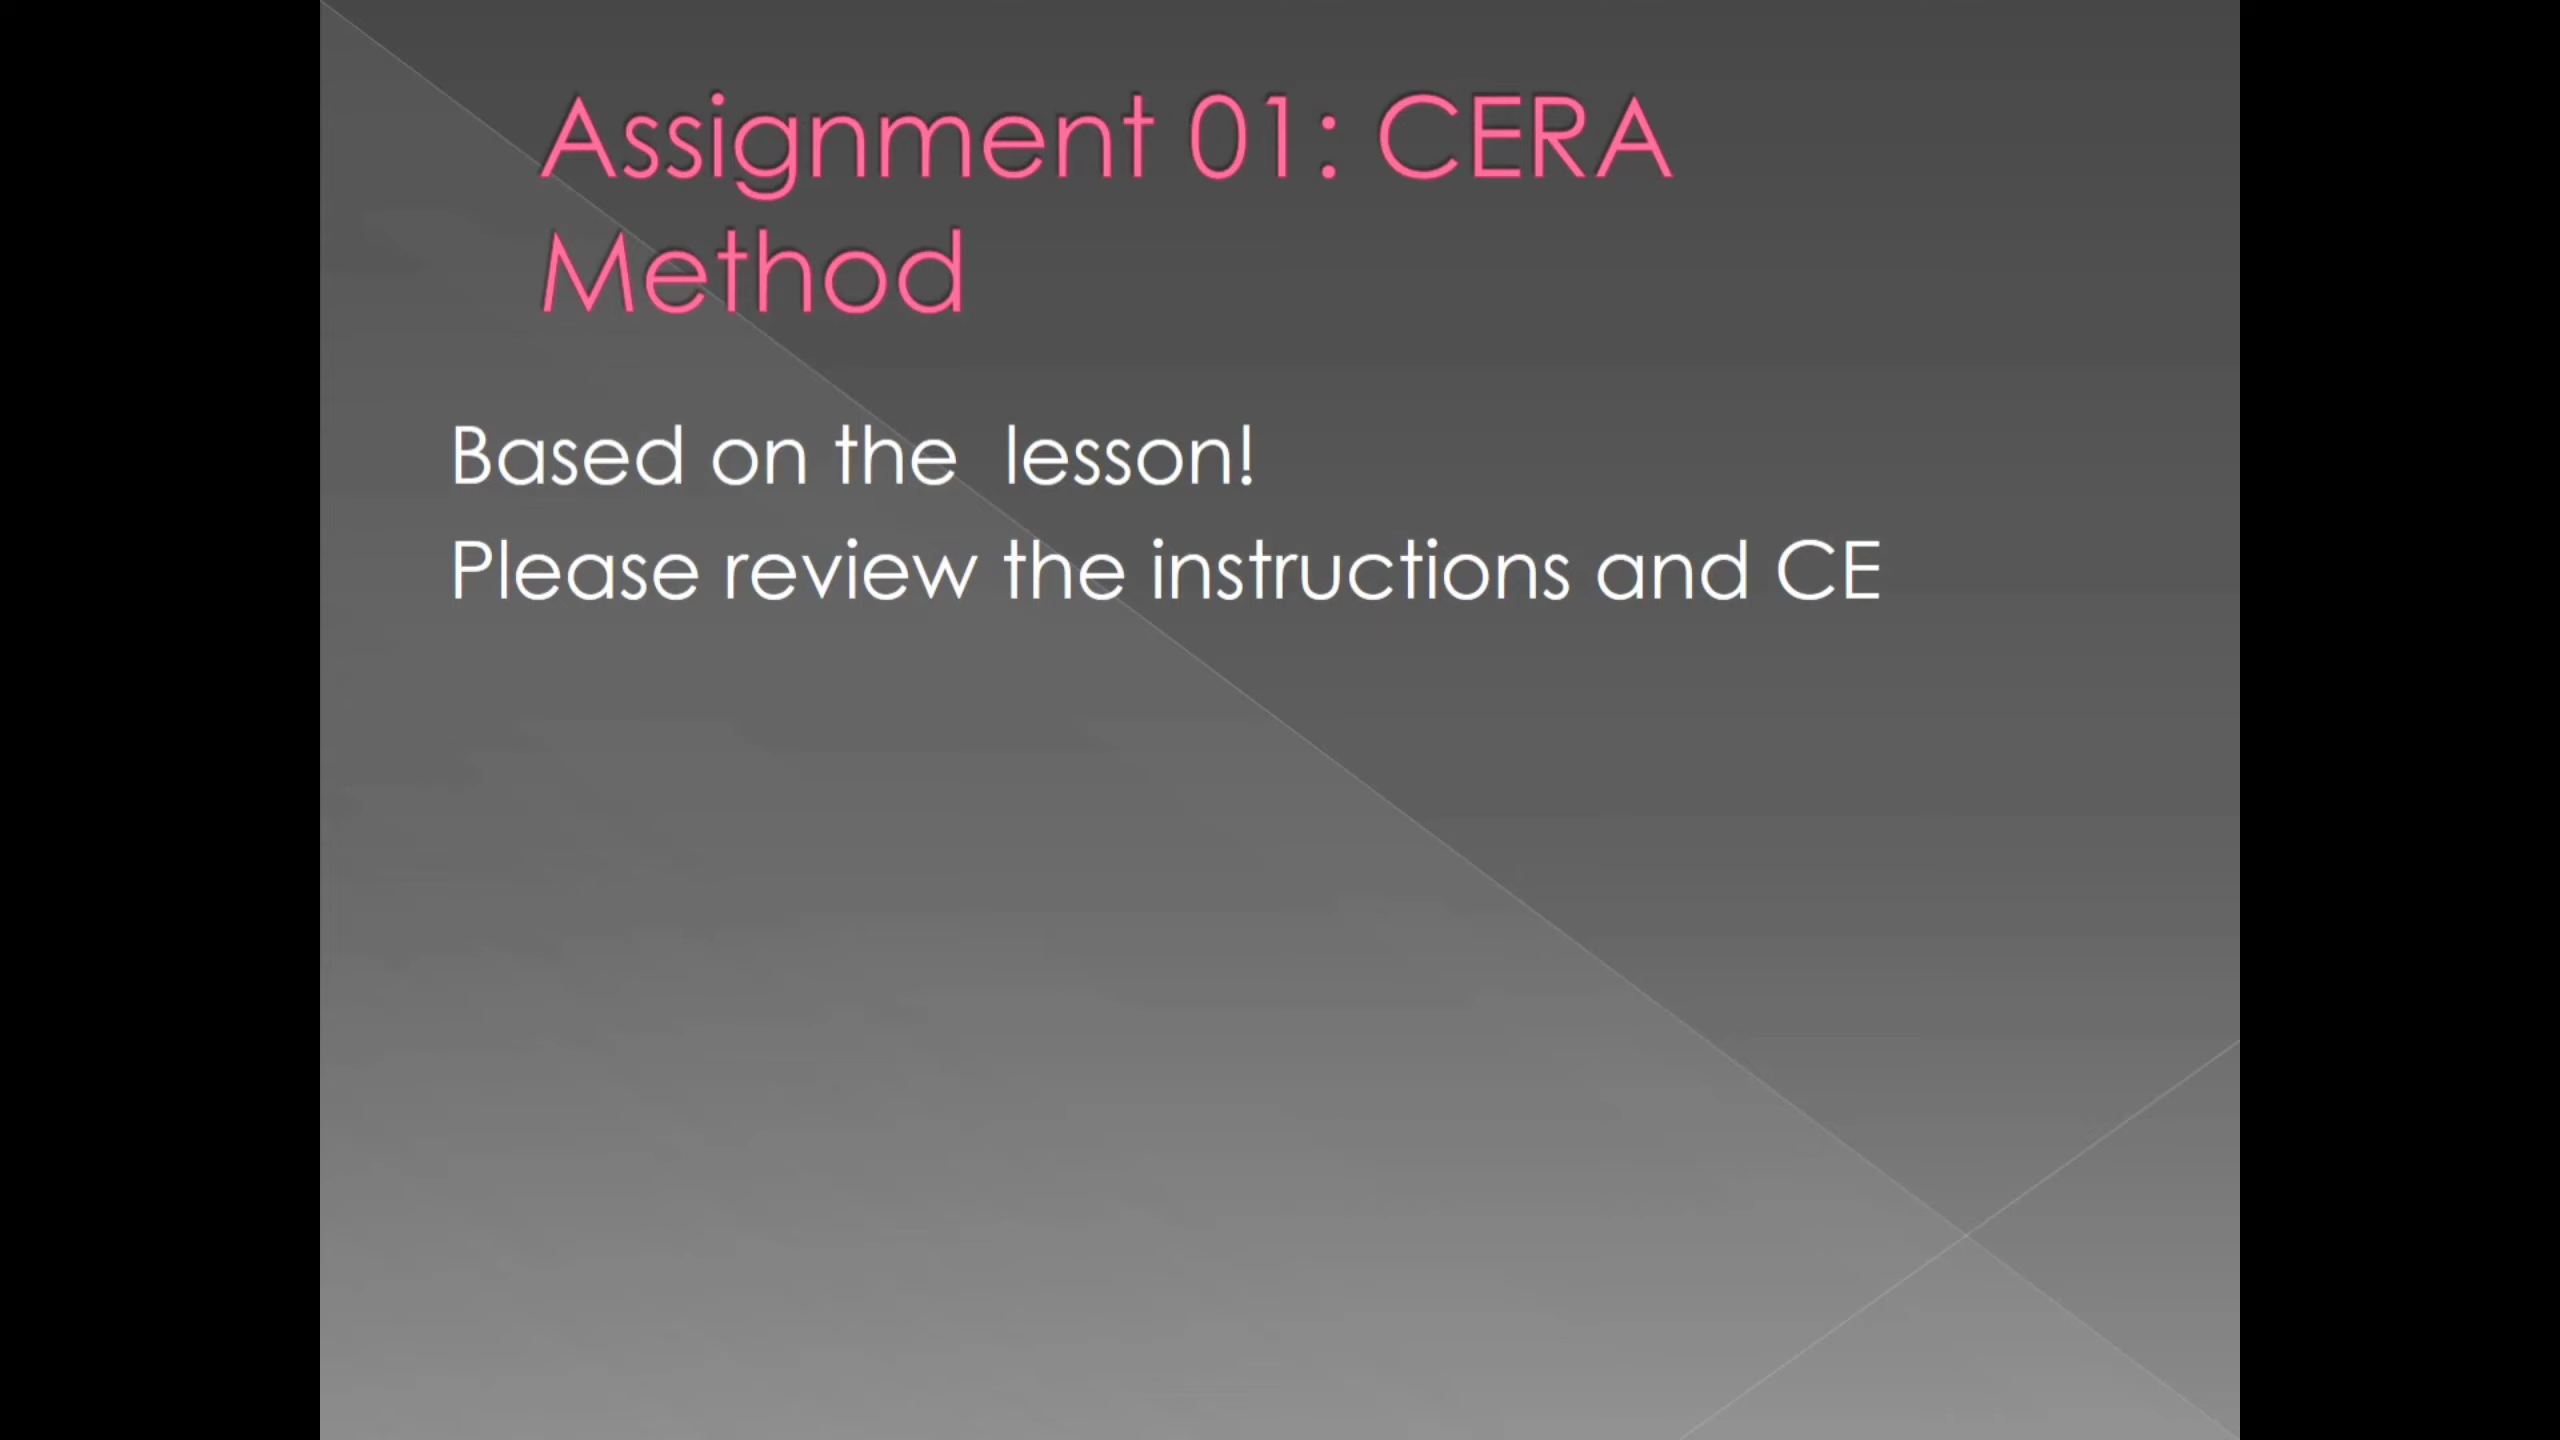 Assignment 01: CERA
Method
Based on the  lesson!
Please review the instructions and CE